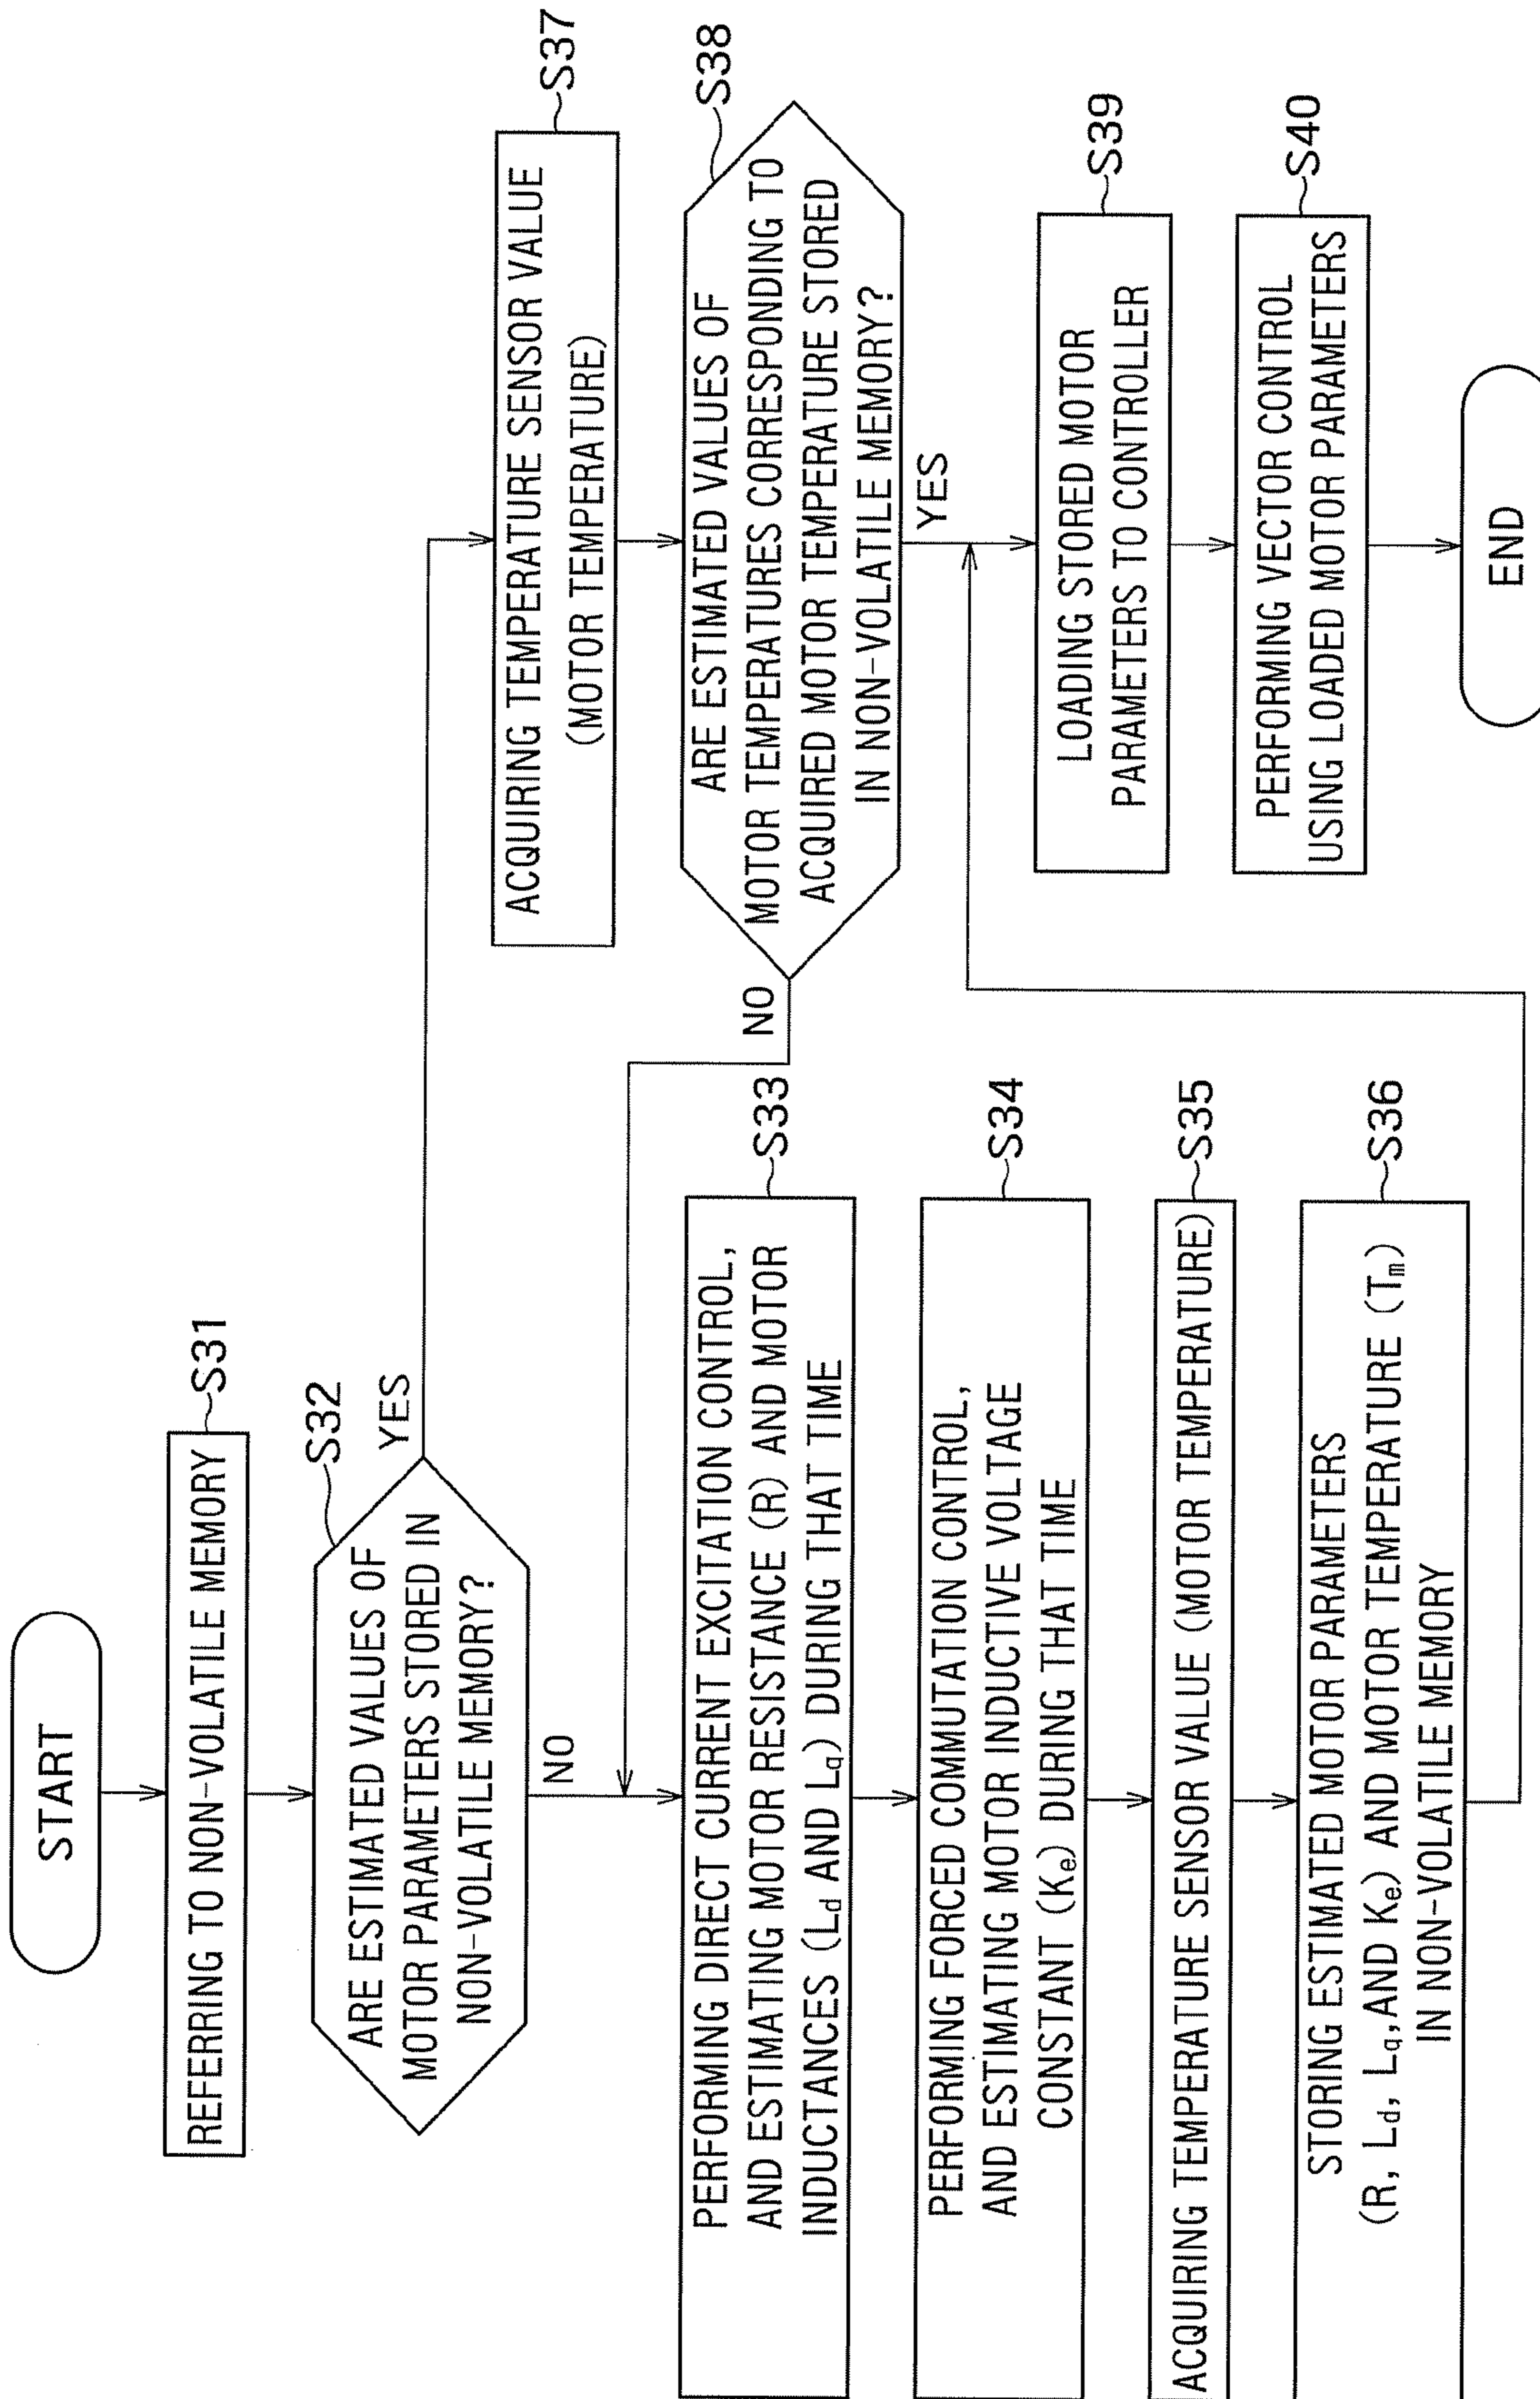 START
REFERRING TO NON-VOLATILE MEMORY
S31
ARE ESTIMATED VALUES OF
MOTOR PARAMETERS STORED IN
NON-VOLATILE MEMORY?
S32
YES
NO
PERFORMING DIRECT CURRENT EXCITATION CONTROL,
AND ESTIMATING MOTOR RESISTANCE (R) AND MOTOR
INDUCTANCES (Ld AND Lq) DURING THAT TIME
S33
PERFORMING FORCED COMMUTATION CONTROL,
AND ESTIMATING MOTOR INDUCTIVE VOLTAGE
CONSTANT (Ke) DURING THAT TIME
S34
ACQUIRING TEMPERATURE SENSOR VALUE (MOTOR TEMPERATURE)
S35
STORING ESTIMATED MOTOR PARAMETERS
(R, Ld, Lq, AND Ke) AND MOTOR TEMPERATURE (Tm)
IN NON-VOLATILE MEMORY
S36
ACQUIRING TEMPERATURE SENSOR VALUE
(MOTOR TEMPERATURE)
S37
ARE ESTIMATED VALUES OF
MOTOR TEMPERATURES CORRESPONDING TO
ACQUIRED MOTOR TEMPERATURE STORED
IN NON-VOLATILE MEMORY?
S38
NO
YES
LOADING STORED MOTOR
PARAMETERS TO CONTROLLER
S39
PERFORMING VECTOR CONTROL
USING LOADED MOTOR PARAMETERS
S40
END